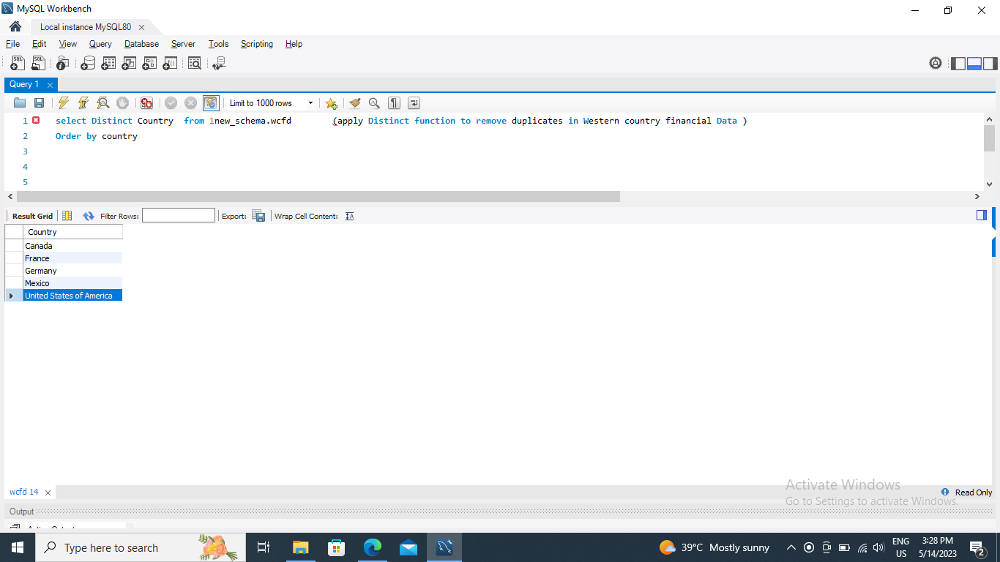 MySQL Workbench
Local instance MySQL80
File Edit View Query Database Server Tools Scripting Help
Query 1
Limit to 1000 rows
1 select Distinct Country from 1new_schema.wcfd (apply Distinct function to remove duplicates in Western country financial Data )
2 Order by country
3
4
5
Result Grid Filter Rows: Export: Wrap Cell Content:
Country
Canada
France
Germany
Mexico
United States of America
Activate Windows
wcfd 14 Read Only
Go to Settings to activate Windows.
Output
Type here to search 39°C Mostly sunny ENG US 3:28 PM 5/14/2023 2